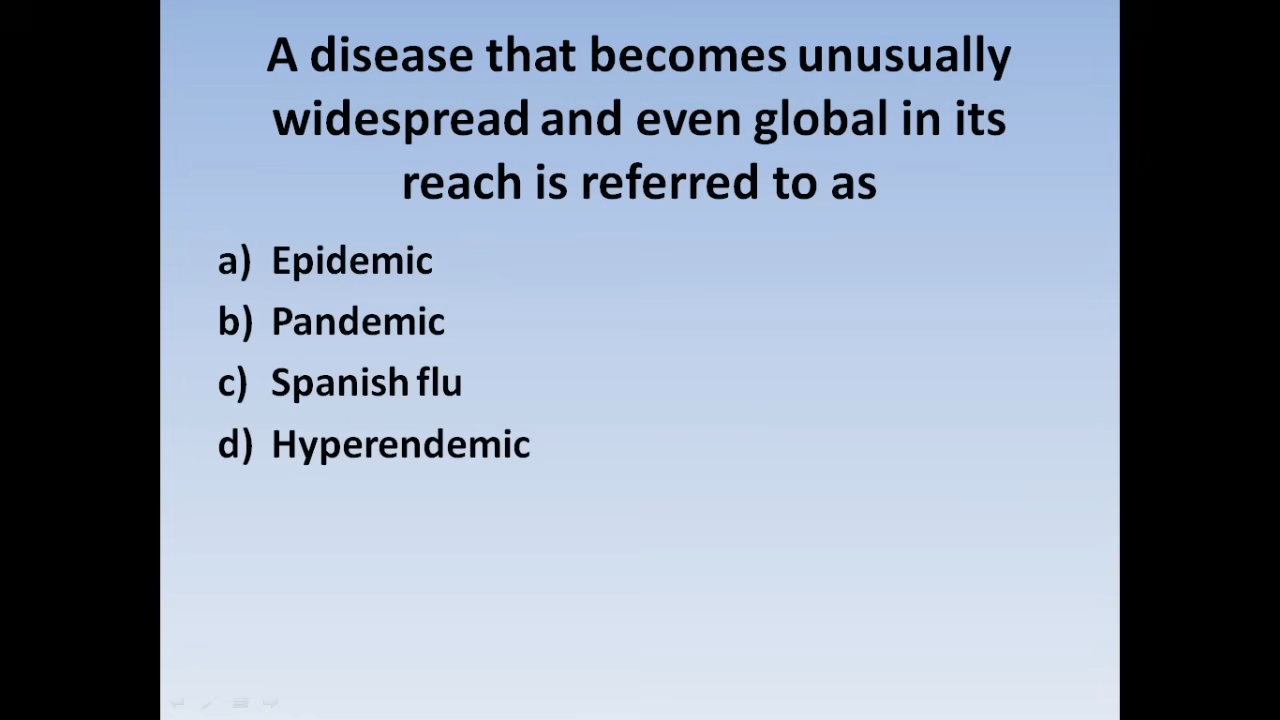 A disease that becomes unusually
widespread and even global in its
reach is referred to as
a) Epidemic
b) Pandemic
c) Spanish flu
d) Hyperendemic